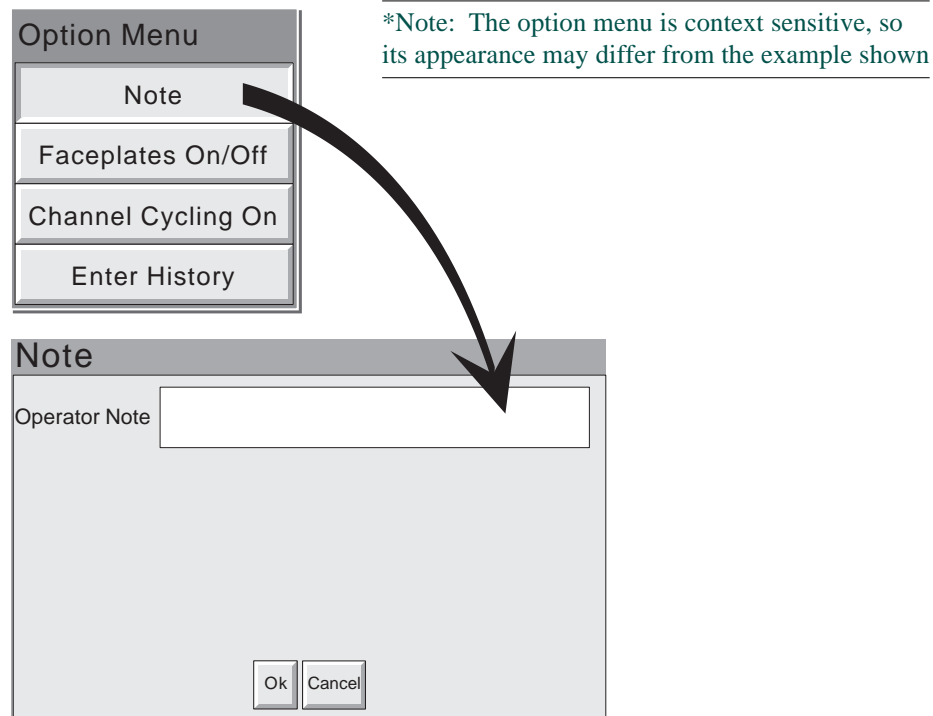 Option Menu
*Note: The option menu is context sensitive, so
its appearance may differ from the example shown
Note
Faceplates On/Off
Channel Cycling On
Enter History
Note
Operator Note
Ok Cancel